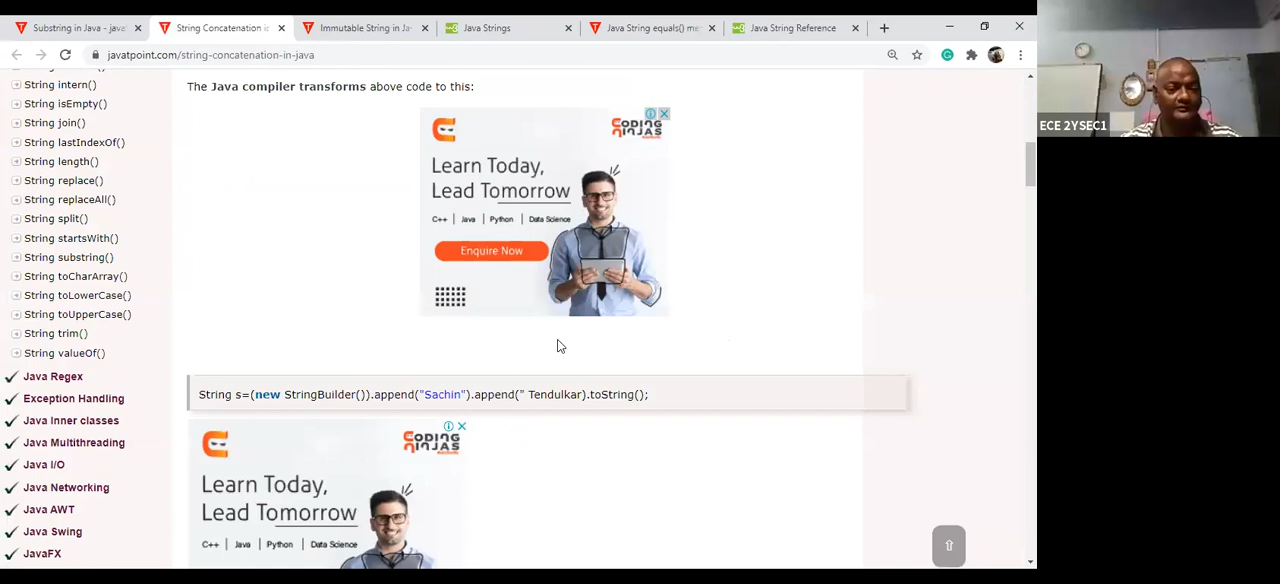 Substring in Java - java
String Concatenation i
Immutable String in Ja
Java Strings
Java String equals() me
Java String Reference
javatpoint.com/string-concatenation-in-java
String intern()
String isEmpty()
String join()
String lastIndexOf()
String length()
String replace()
String replaceAll()
String split()
String startsWith()
String substring()
String toCharArray()
String toLowerCase()
String toUpperCase()
String trim()
String valueOf()
Java Regex
Exception Handling
Java Inner classes
Java Multithreading
Java I/O
Java Networking
Java AWT
Java Swing
JavaFX
The Java compiler transforms above code to this:
CODING
NINJAS
Learn Today,
Lead Tomorrow
C++ | Java | Python | Data Science
Enquire Now
String s=(new StringBuilder()).append("Sachin").append(" Tendulkar).toString();
CODING
NINJAS
Learn Today,
Lead Tomorrow
C++ | Java | Python | Data Science
ECE 2YSEC1